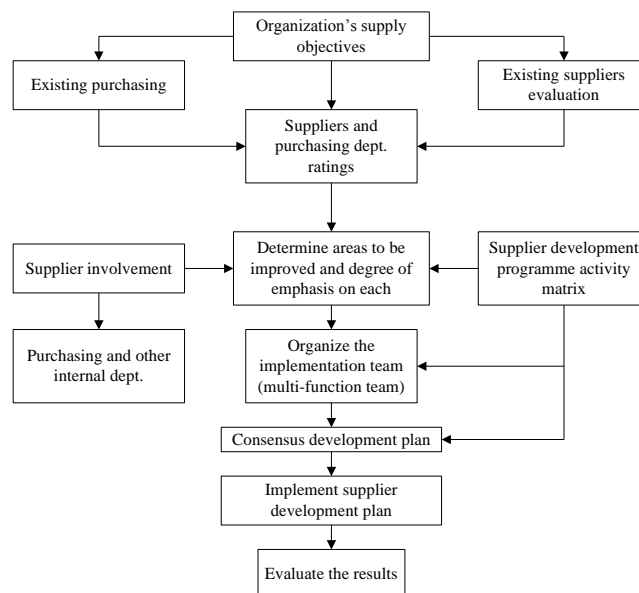 Organization’s supply
objectives
Existing purchasing
Existing suppliers
evaluation
Suppliers and
purchasing dept.
ratings
Supplier involvement
Determine areas to be
improved and degree of
emphasis on each
Supplier development
programme activity
matrix
Purchasing and other
internal dept.
Organize the
implementation team
(multi-function team)
Consensus development plan
Implement supplier
development plan
Evaluate the results